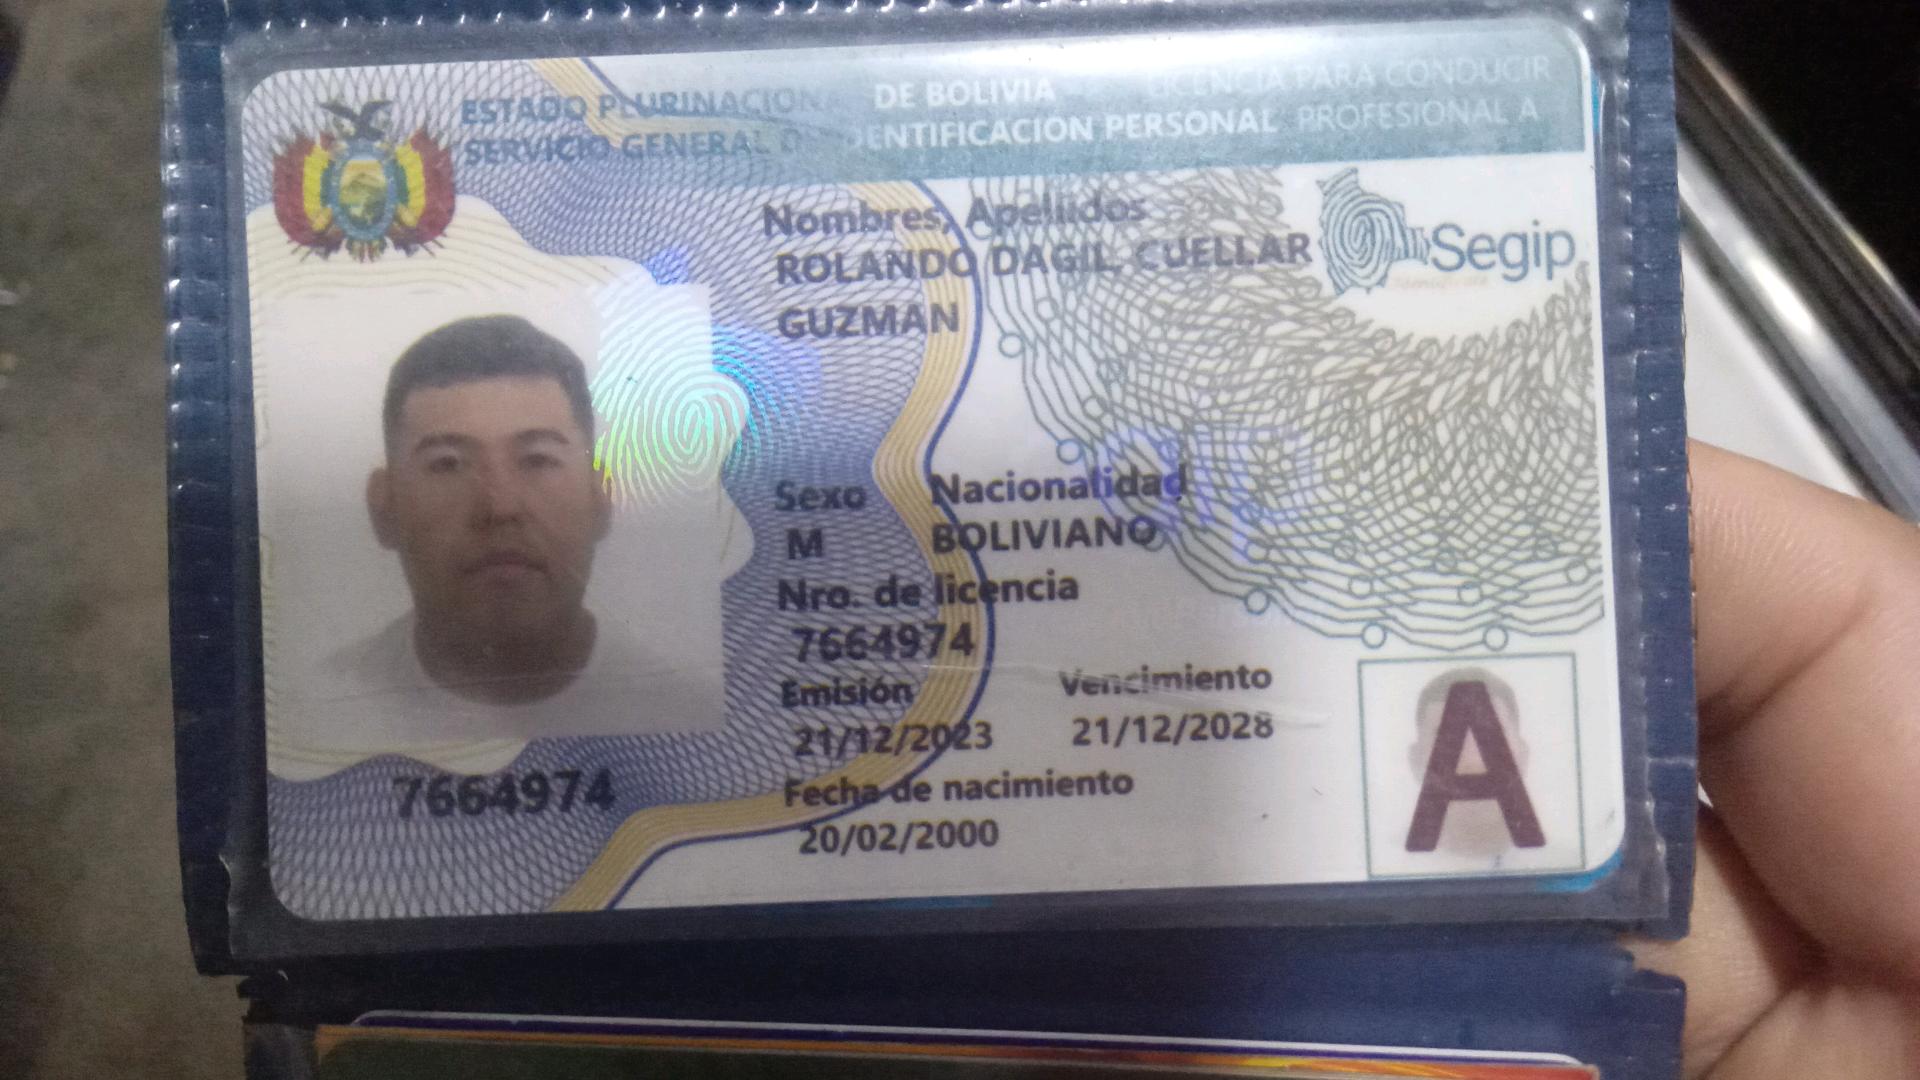 ESTADO PLURINACIONAL DE BOLIVIA LICENCIA PARA CONDUCIR
SERVICIO GENERAL DE IDENTIFICACIÓN PERSONAL PROFESIONAL A
Segip
Nombres, Apellidos
ROLANDO DAGIL CUELLAR
GUZMAN
Sexo Nacionalidad
M BOLIVIANO
Nro. de licencia
7664974
Emisión Vencimiento
21/12/2023 21/12/2028
Fecha de nacimiento
20/02/2000
7664974
A